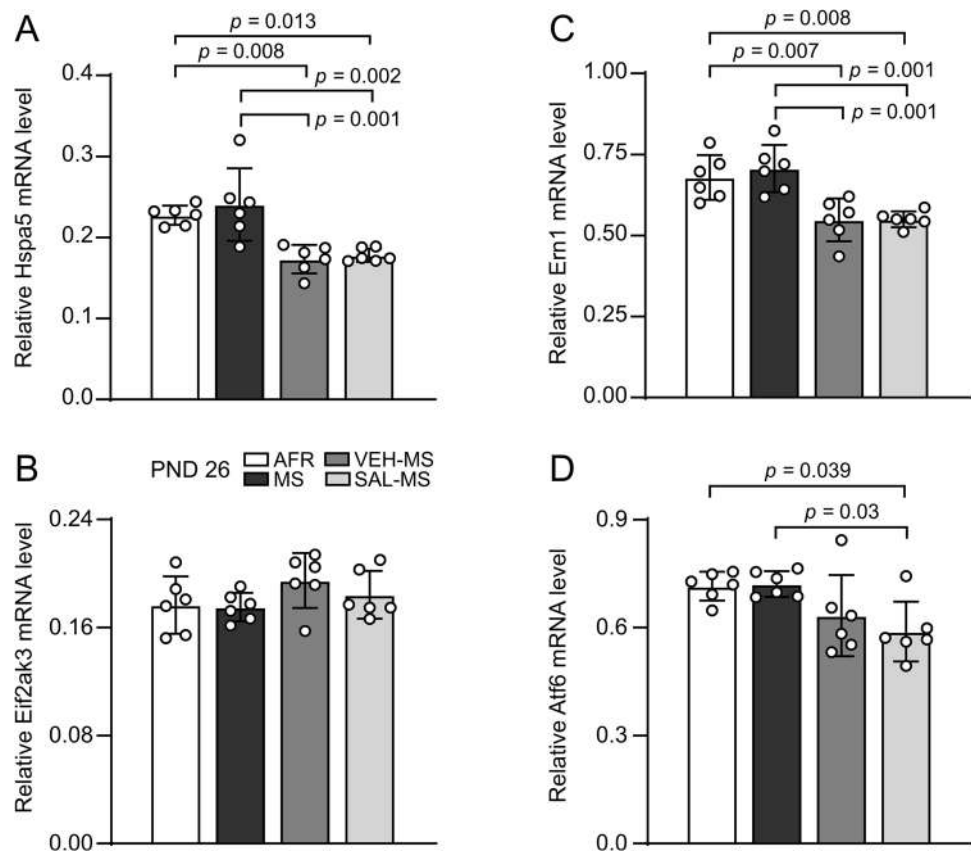 A
p = 0.013
p = 0.008
p = 0.002
p = 0.001
Relative Hspa5 mRNA level
0.4
0.3
0.2
0.1
0.0
C
p = 0.008
p = 0.007
p = 0.001
p = 0.001
Relative Ern1 mRNA level
1.00
0.75
0.50
0.25
0.00
B
PND 26
AFR
VEH-MS
MS
SAL-MS
Relative Eif2ak3 mRNA level
0.24
0.16
0.08
0.00
D
p = 0.039
p = 0.03
Relative Atf6 mRNA level
0.9
0.6
0.3
0.0